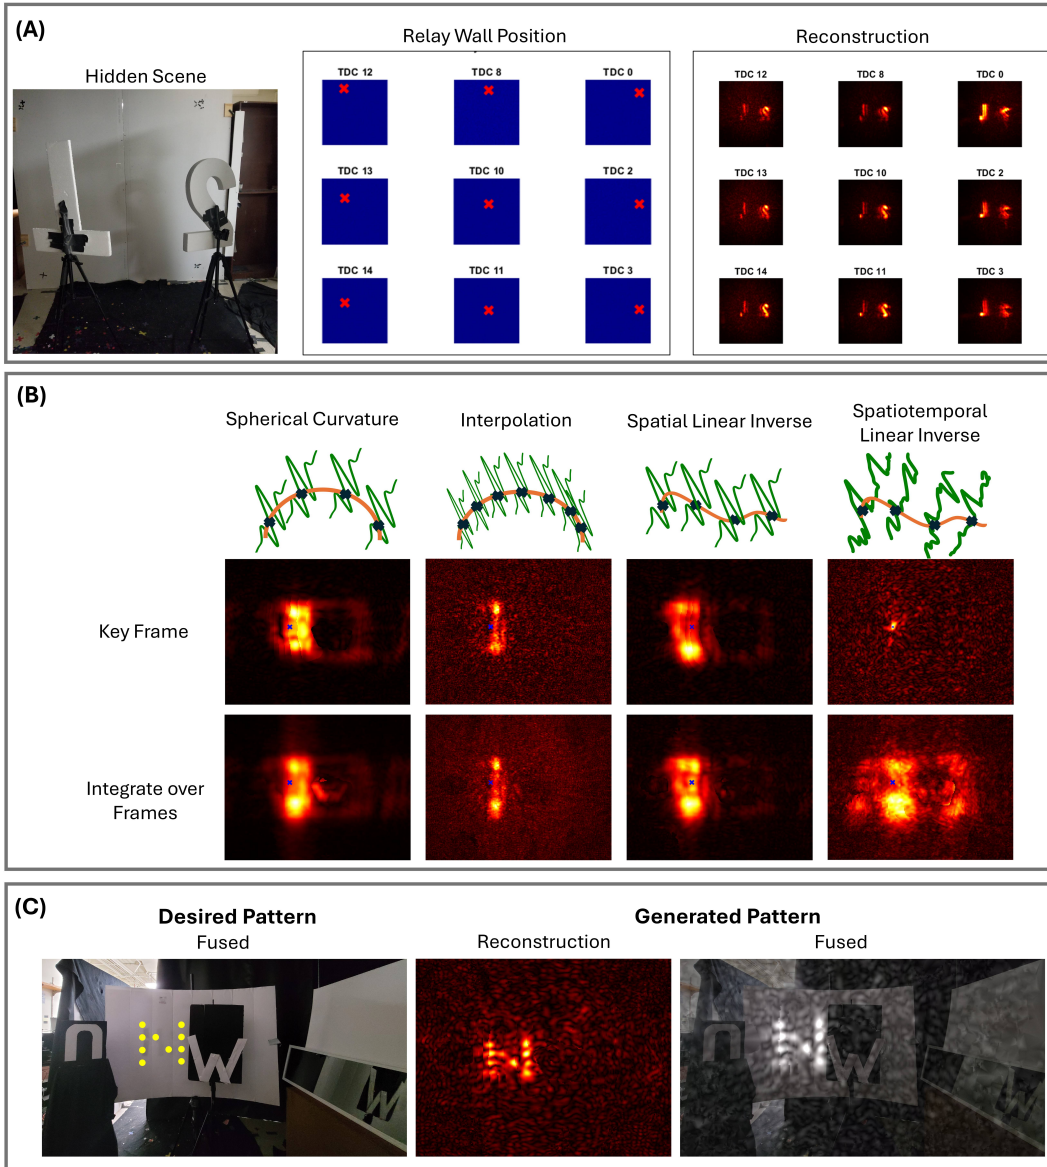 (A)
Hidden Scene
Relay Wall Position
TDC 12
TDC 8
TDC 0
TDC 13
TDC 10
TDC 2
TDC 14
TDC 11
TDC 3
Reconstruction
TDC 12
TDC 8
TDC 0
TDC 13
TDC 10
TDC 2
TDC 14
TDC 11
TDC 3
(B)
Spherical Curvature
Interpolation
Spatial Linear Inverse
Spatiotemporal
Linear Inverse
Key Frame
Integrate over
Frames
(C)
Desired Pattern
Fused
Generated Pattern
Reconstruction
Fused